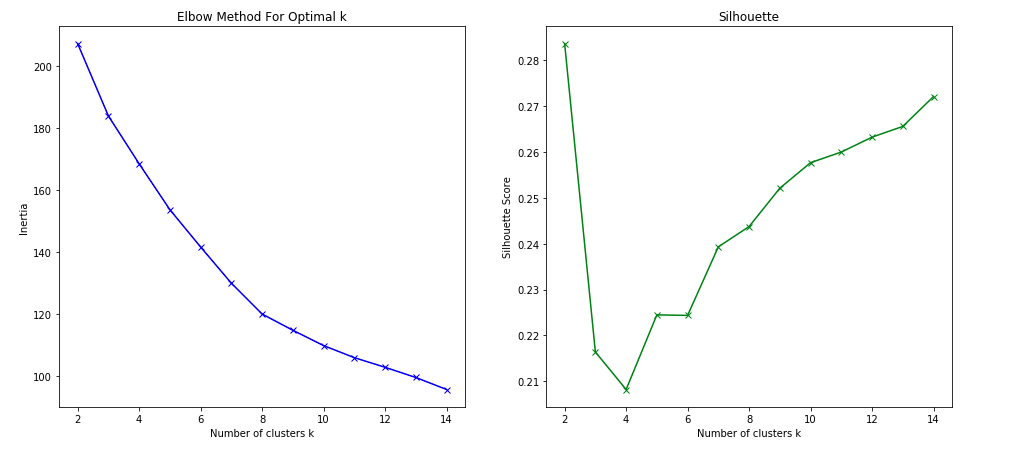 Elbow Method For Optimal k
200
180
160
140
120
100
Inertia
2 4 6 8 10 12 14
Number of clusters k
Silhouette
0.28
0.27
0.26
0.25
0.24
0.23
0.22
0.21
Silhouette Score
2 4 6 8 10 12 14
Number of clusters k